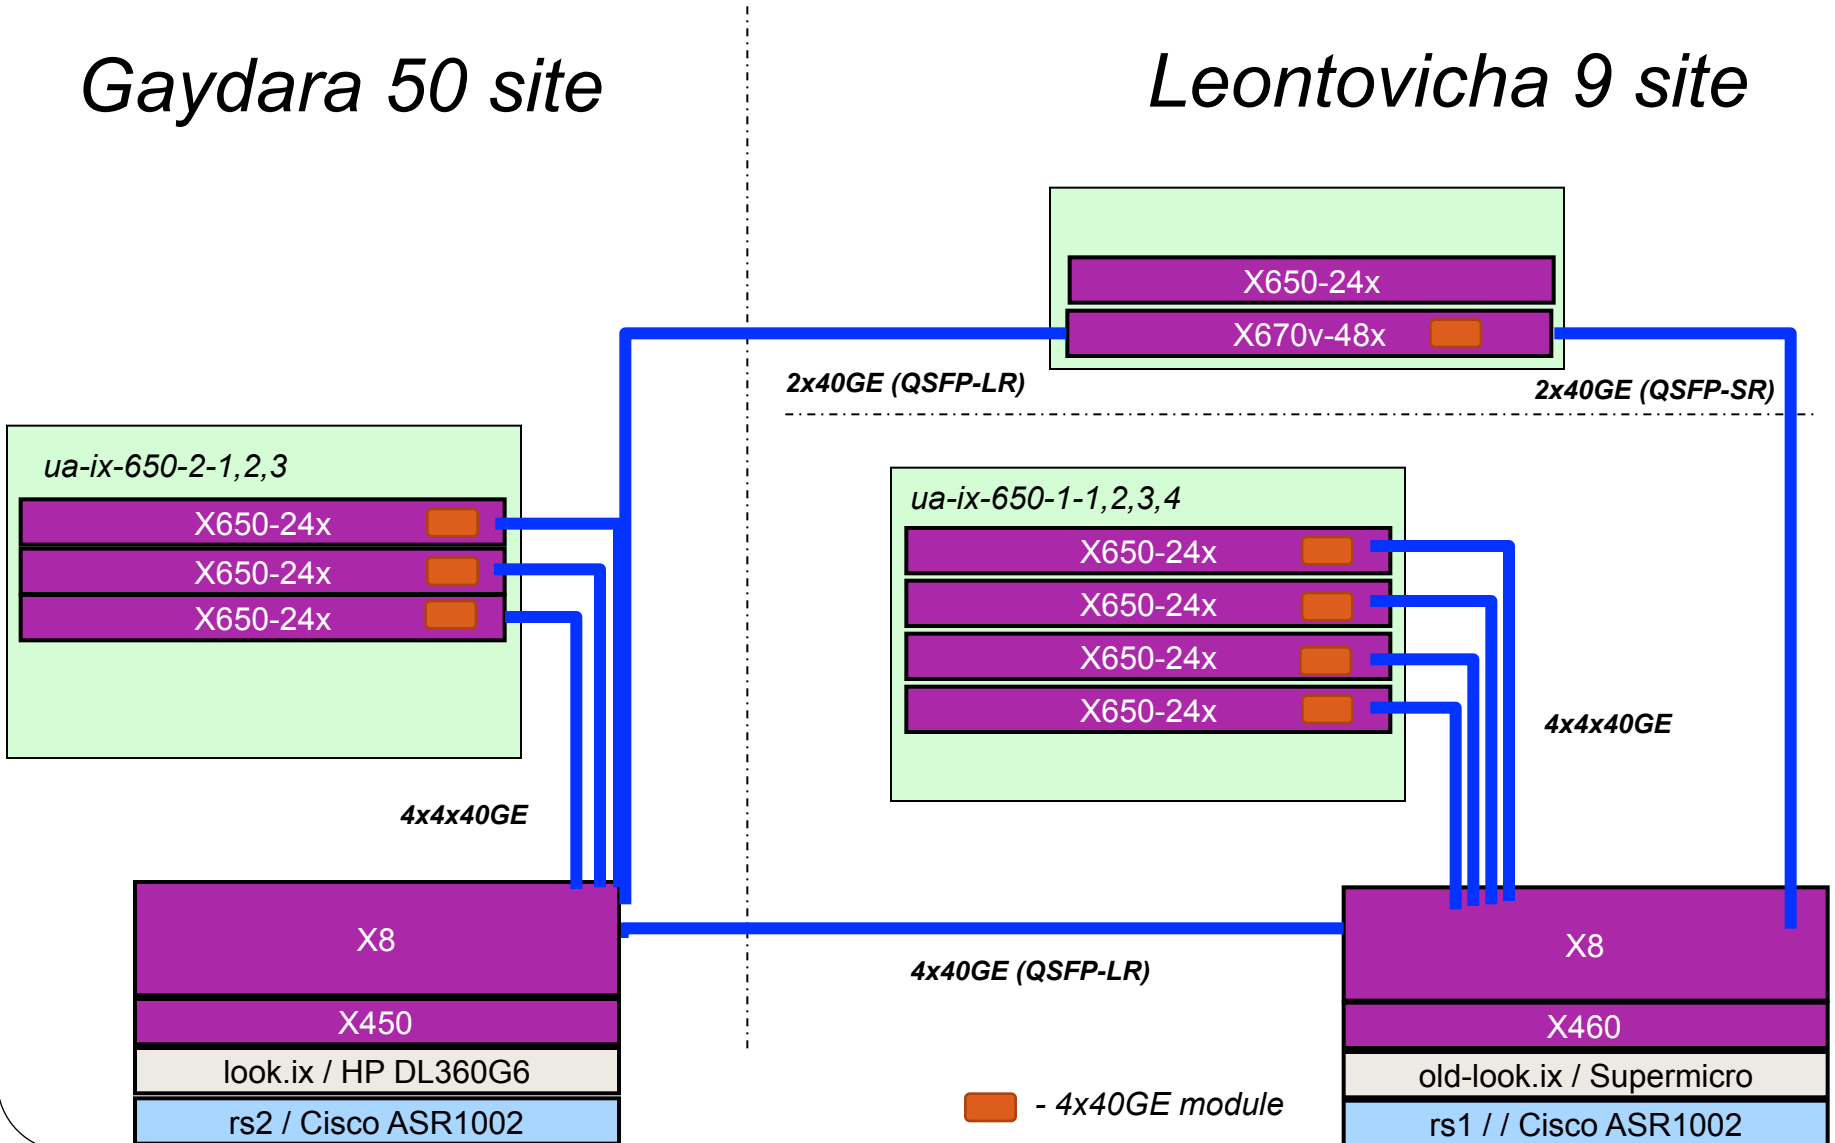 Gaydara 50 site
Leontovicha 9 site
X650-24x
X670v-48x
2x40GE (QSFP-LR)
2x40GE (QSFP-SR)
ua-ix-650-2-1,2,3
X650-24x
X650-24x
X650-24x
ua-ix-650-1-1,2,3,4
X650-24x
X650-24x
X650-24x
X650-24x
4x4x40GE
4x4x40GE
X8
X450
look.ix / HP DL360G6
rs2 / Cisco ASR1002
4x40GE (QSFP-LR)
X8
X460
old-look.ix / Supermicro
rs1 / / Cisco ASR1002
- 4x40GE module